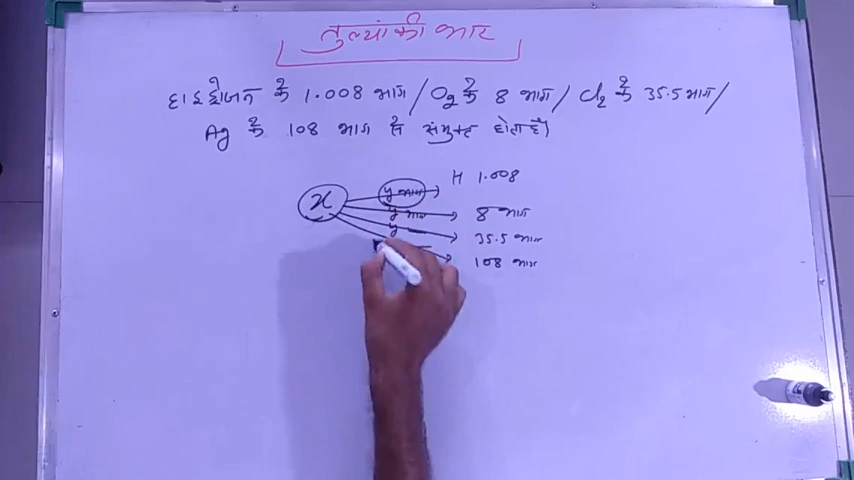 तुल्यांकी भार
हाइड्रोजन के 1.008 भाग / O2 के 8 भाग / Cl2 के 35.5 भाग /
Ag के 108 भाग से संयुक्त होता है।
x y भाग H 1.008
y भाग 8 भाग
y 35.5 भाग
108 भाग